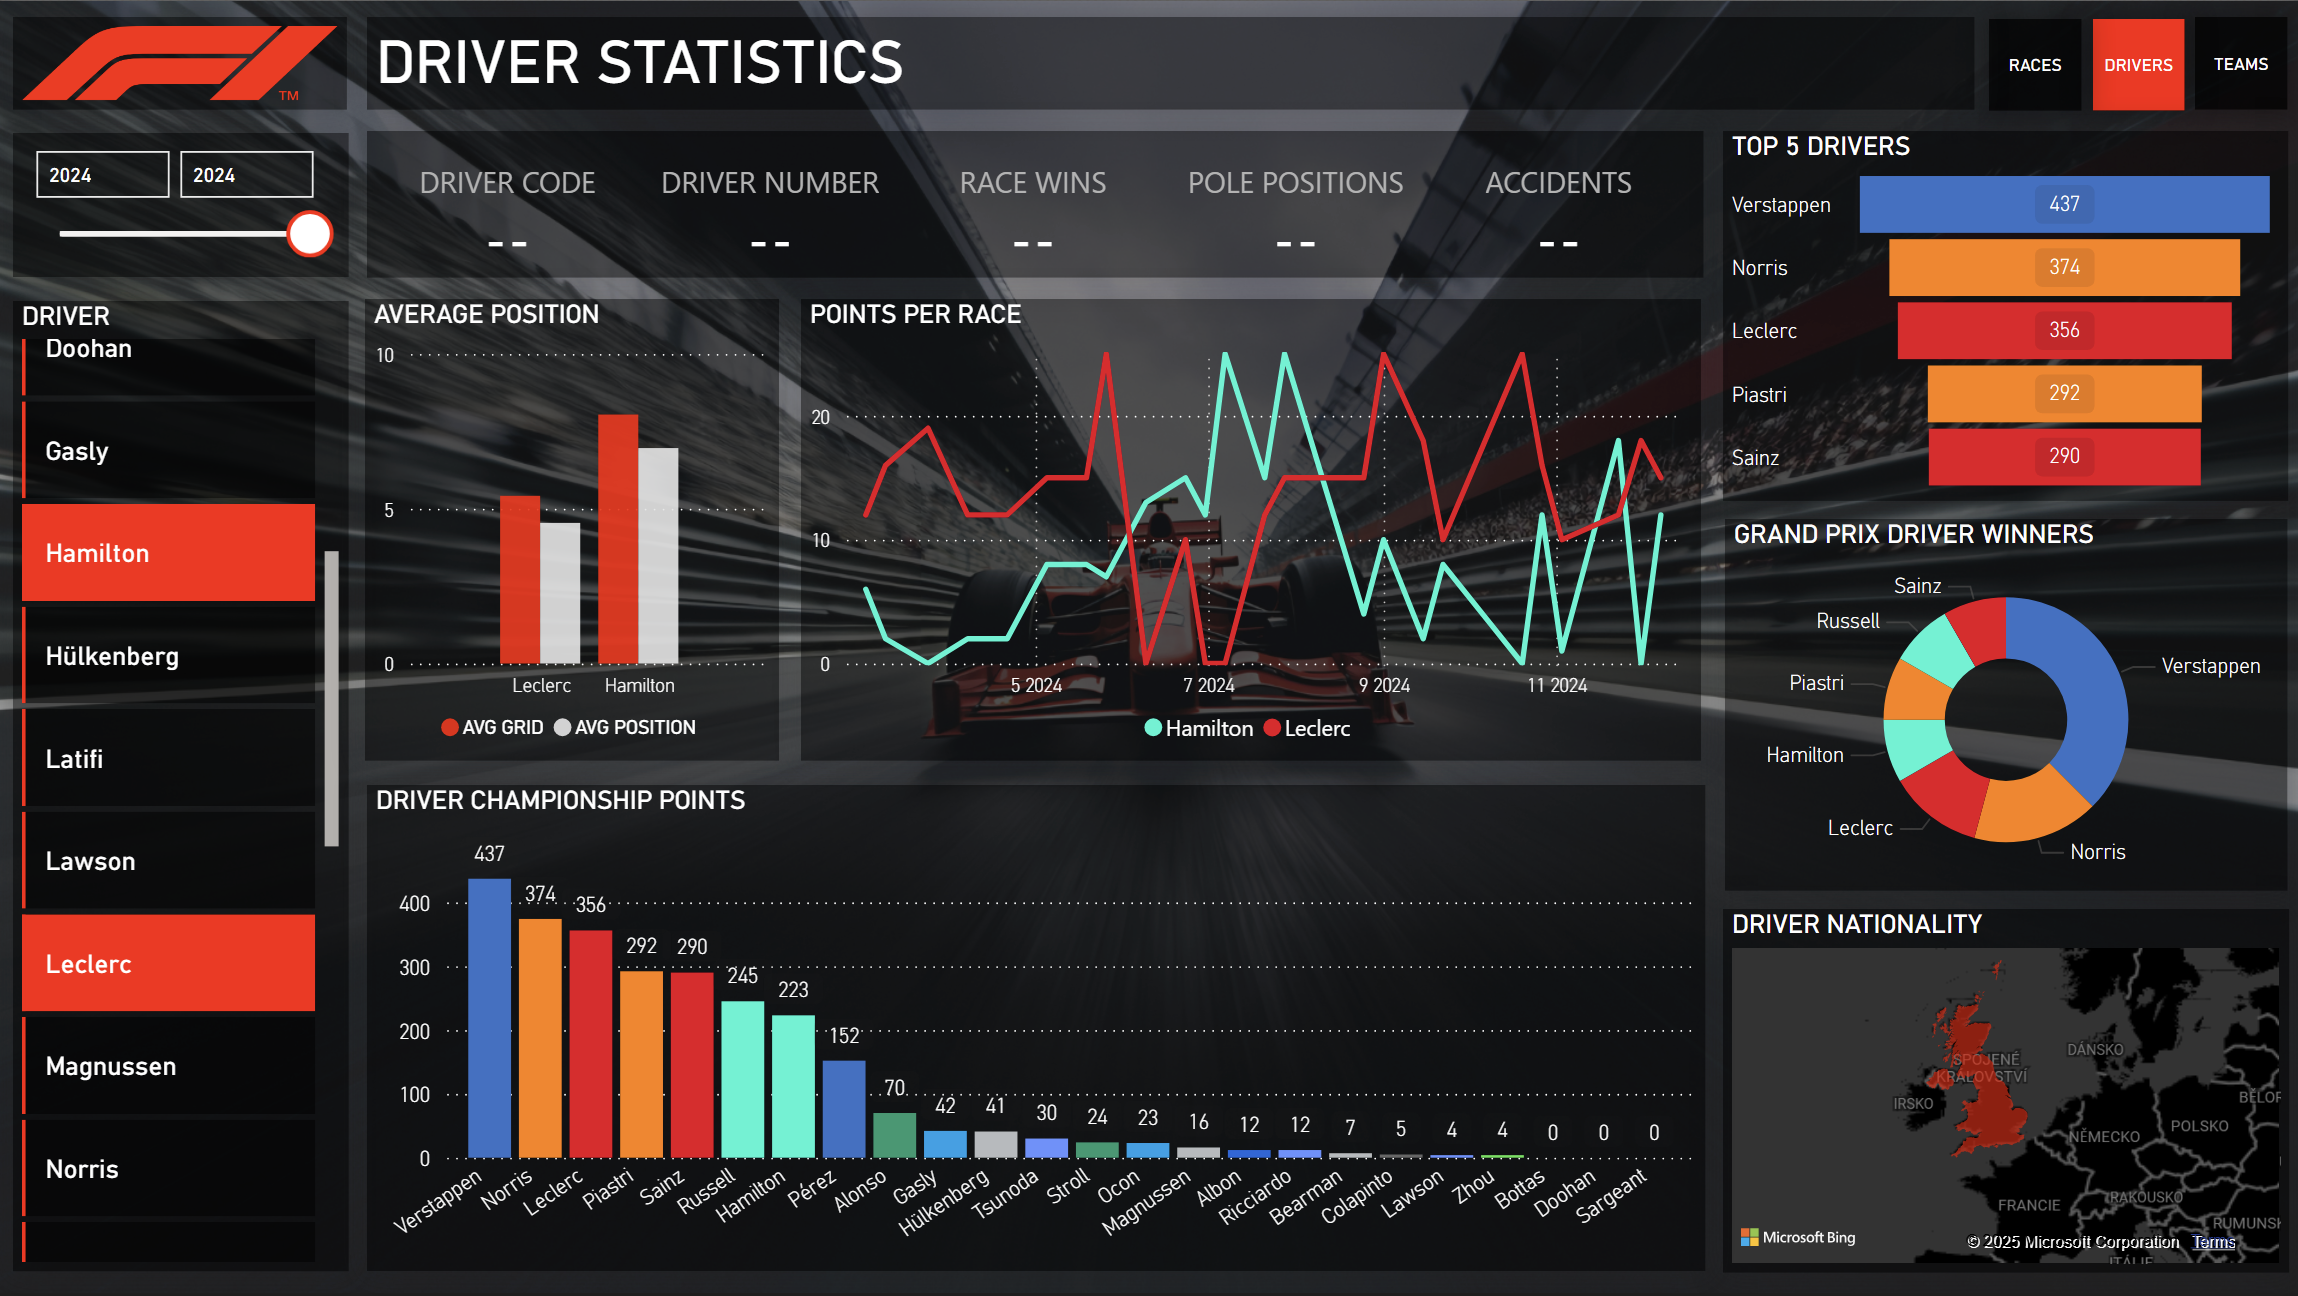 TM
DRIVER STATISTICS
RACES
DRIVERS
TEAMS
2024
2024
DRIVER CODE
DRIVER NUMBER
RACE WINS
POLE POSITIONS
ACCIDENTS
--
--
--
--
--
DRIVER
Doohan
Gasly
Hamilton
Hülkenberg
Latifi
Lawson
Leclerc
Magnussen
Norris
AVERAGE POSITION
10
5
0
Leclerc
Hamilton
AVG GRID
AVG POSITION
POINTS PER RACE
20
10
0
5 2024
7 2024
9 2024
11 2024
Hamilton
Leclerc
TOP 5 DRIVERS
Verstappen 437
Norris 374
Leclerc 356
Piastri 292
Sainz 290
GRAND PRIX DRIVER WINNERS
Sainz
Russell
Piastri
Hamilton
Leclerc
Norris
Verstappen
DRIVER CHAMPIONSHIP POINTS
400
300
200
100
0
437
374
356
292
290
245
223
152
70
42
41
30
24
23
16
12
12
7
5
4
4
0
0
0
Verstappen
Norris
Leclerc
Piastri
Sainz
Russell
Hamilton
Pérez
Alonso
Gasly
Hülkenberg
Tsunoda
Stroll
Ocon
Magnussen
Albon
Ricciardo
Bearman
Colapinto
Lawson
Zhou
Bottas
Doohan
Sargeant
DRIVER NATIONALITY
SPOJENÉ
KRÁLOVSTVÍ
DÁNSKO
IRSKO
BĚLOR
POLSKO
NĚMECKO
FRANCIE
RAKOUSKO
RUMUNSK
ITÁLIE
Microsoft Bing
© 2025 Microsoft Corporation Terms